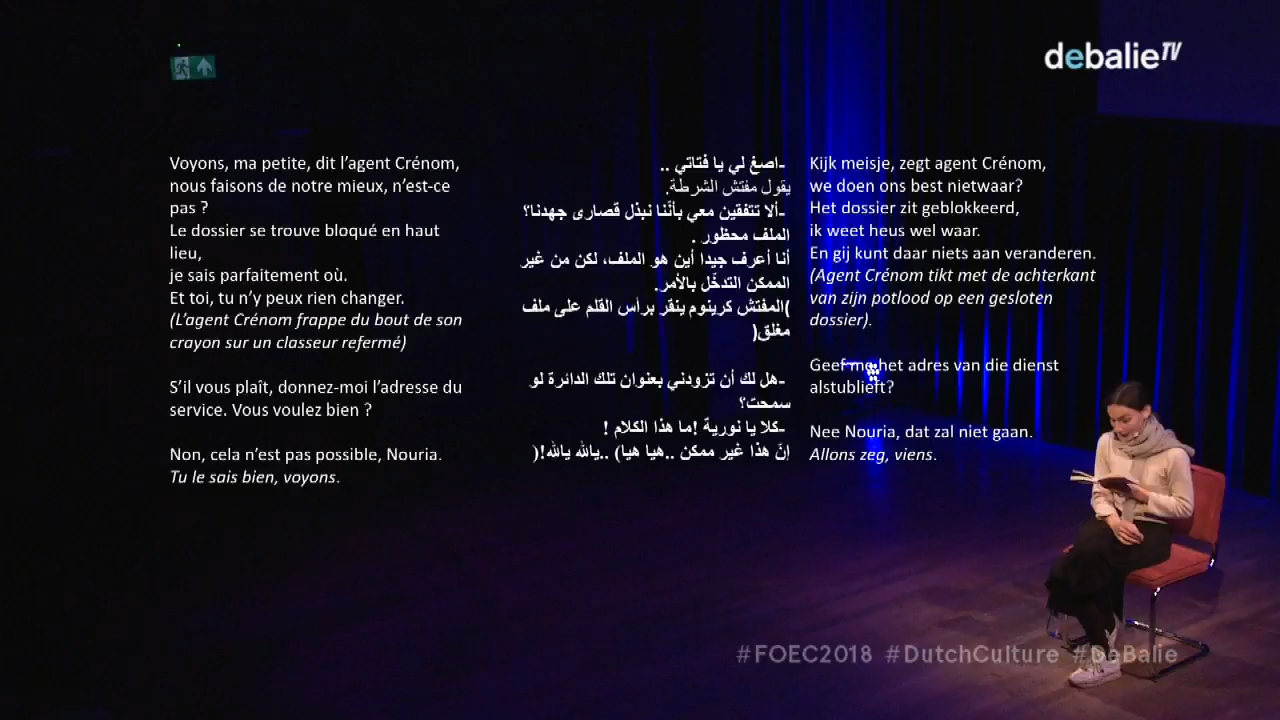 debalie TV
Voyons, ma petite, dit l’agent Crénom,
nous faisons de notre mieux, n’est-ce
pas ?
Le dossier se trouve bloqué en haut
lieu,
je sais parfaitement où.
Et toi, tu n’y peux rien changer.
(L’agent Crénom frappe du bout de son
crayon sur un classeur refermé)
S’il vous plaît, donnez-moi l’adresse du
service. Vous voulez bien ?
Non, cela n’est pas possible, Nouria.
Tu le sais bien, voyons.
-اصغ لي يا فتاتي ..
يقول مفتش الشرطة.
-ألا تتفقين معي بأنّنا نبذل قصارى جهدنا؟
الملف محظور .
أنا أعرف جيدا أين هو الملف، لكن من غير
الممكن التدخّل بالأمر.
)المفتش كرينوم ينقر برأس القلم على ملف
مغلق(
-هل لك أن تزودني بعنوان تلك الدائرة لو
سمحت؟
-كلا يا نورية !ما هذا الكلام !
إنّ هذا غير ممكن ..هيا هيا) ..يالله يالله!(
Kijk meisje, zegt agent Crénom,
we doen ons best nietwaar?
Het dossier zit geblokkeerd,
ik weet heus wel waar.
En gij kunt daar niets aan veranderen.
(Agent Crénom tikt met de achterkant
van zijn potlood op een gesloten
dossier).
Geef me het adres van die dienst
alstublieft?
Nee Nouria, dat zal niet gaan.
Allons zeg, viens.
#FOEC2018 #DutchCulture #DeBalie